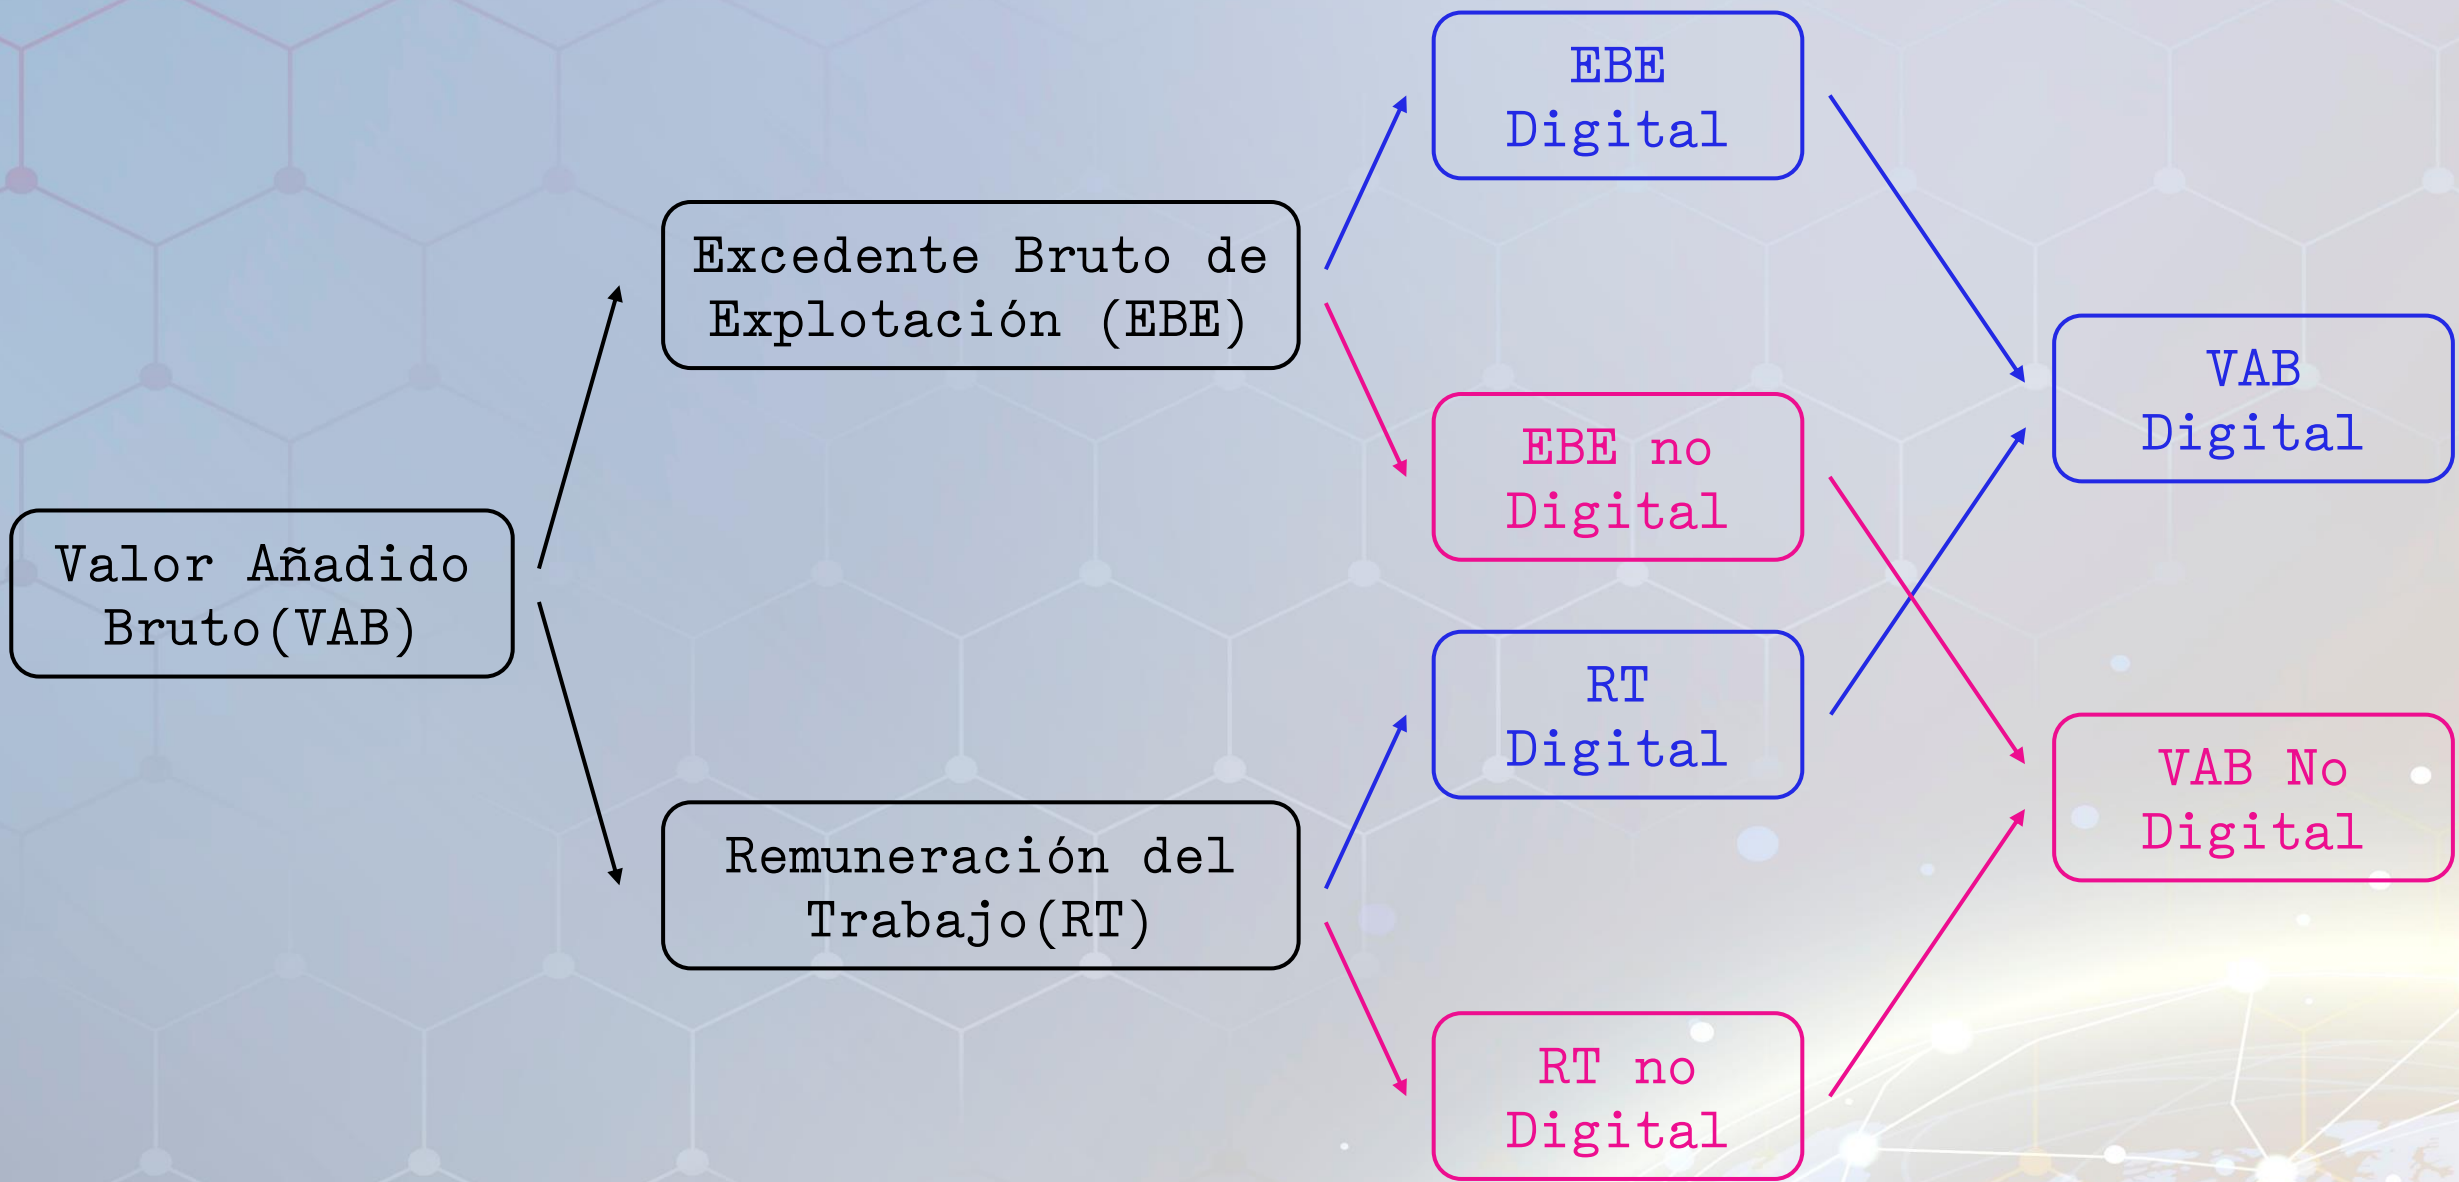 Valor Añadido
Bruto(VAB)
Excedente Bruto de
Explotación (EBE)
Remuneración del
Trabajo(RT)
EBE
Digital
EBE no
Digital
RT
Digital
RT no
Digital
VAB
Digital
VAB No
Digital